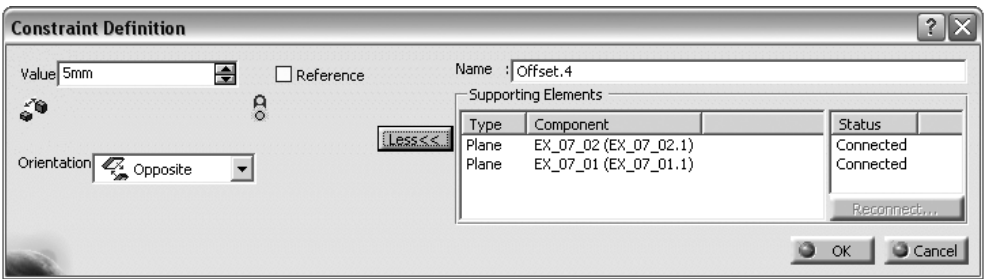 Constraint Definition
Value 5mm
Reference
Orientation Opposite
Less<<
Name : Offset.4
Supporting Elements
Type Component Status
Plane EX_07_02 (EX_07_02.1) Connected
Plane EX_07_01 (EX_07_01.1) Connected
Reconnect...
OK Cancel